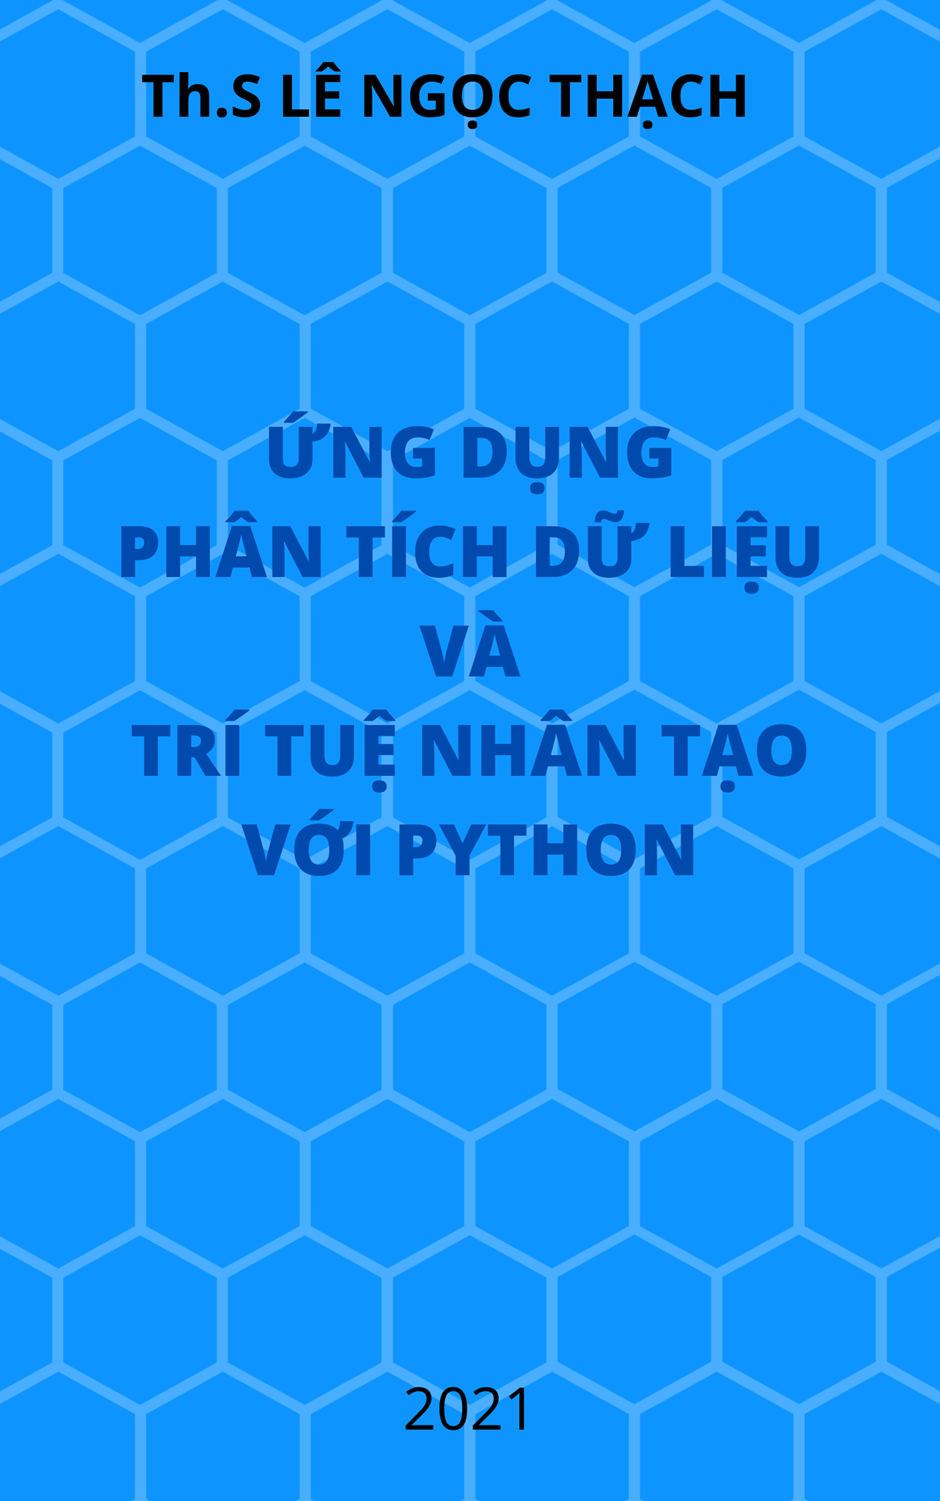 Th.S LÊ NGỌC THẠCH
ỨNG DỤNG
PHÂN TÍCH DỮ LIỆU
VÀ
TRÍ TUỆ NHÂN TẠO
VỚI PYTHON
2021